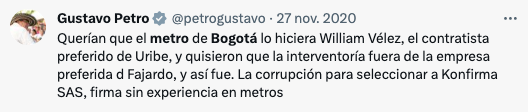 Gustavo Petro @petrogustavo · 27 nov. 2020
Querían que el metro de Bogotá lo hiciera William Vélez, el contratista
preferido de Uribe, y quisieron que la interventoría fuera de la empresa
preferida d Fajardo, y así fue. La corrupción para seleccionar a Konfirma
SAS, firma sin experiencia en metros